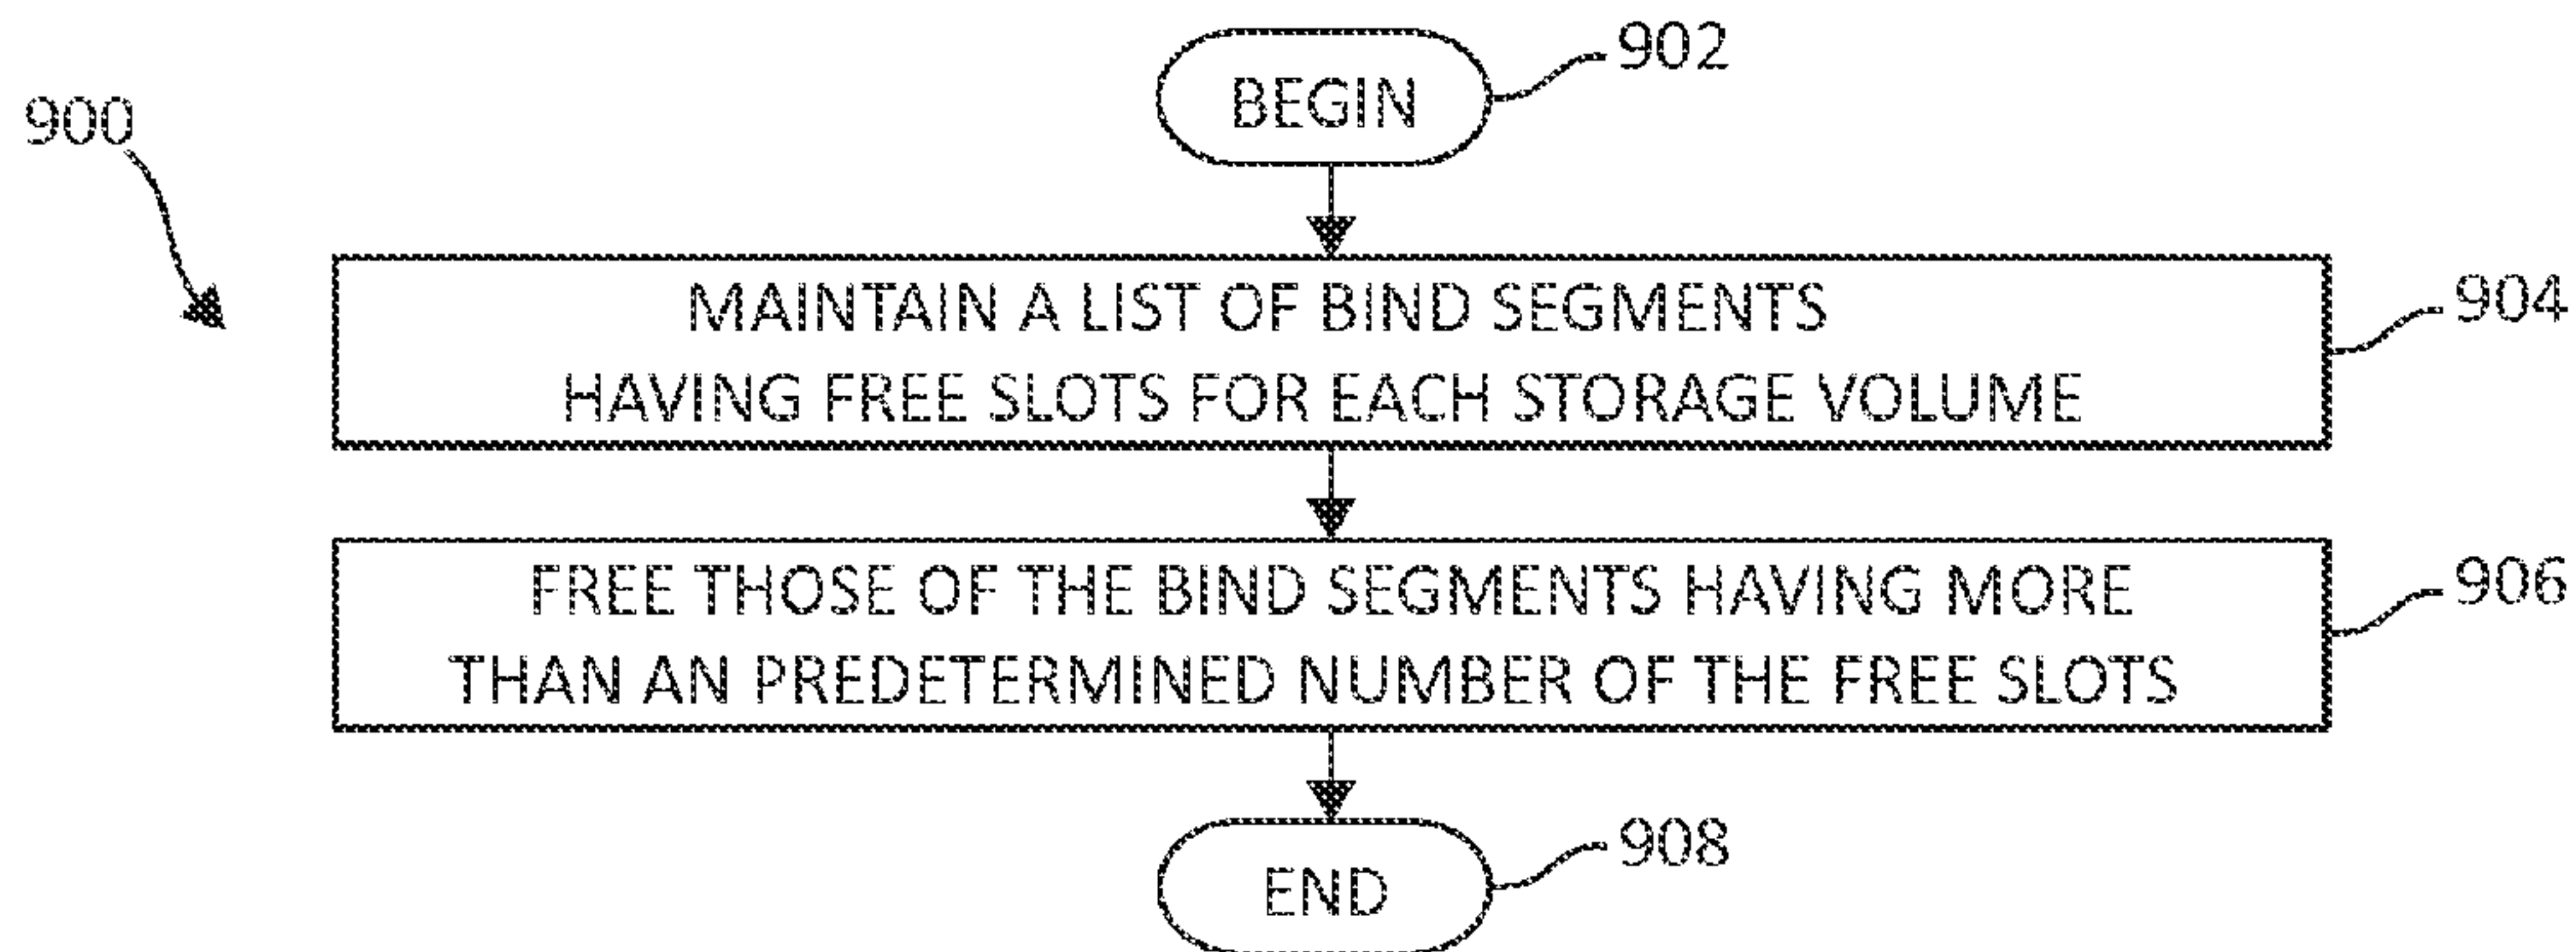 902
BEGIN
900
MAINTAIN A LIST OF BIND SEGMENTS
HAVING FREE SLOTS FOR EACH STORAGE VOLUME
904
FREE THOSE OF THE BIND SEGMENTS HAVING MORE
THAN AN PREDETERMINED NUMBER OF THE FREE SLOTS
906
908
END